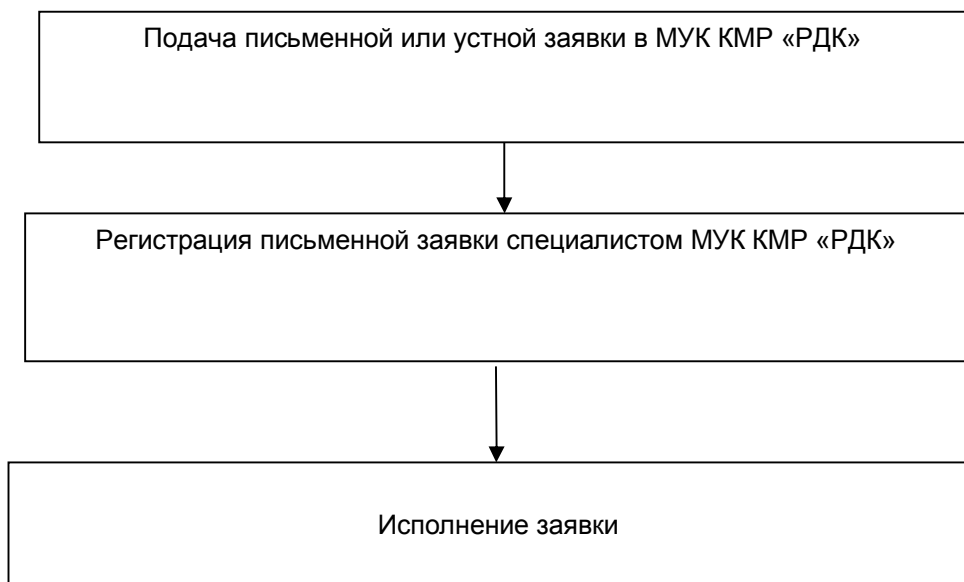 Подача письменной или устной заявки в МУК КМР «РДК»
Регистрация письменной заявки специалистом МУК КМР «РДК»
Исполнение заявки